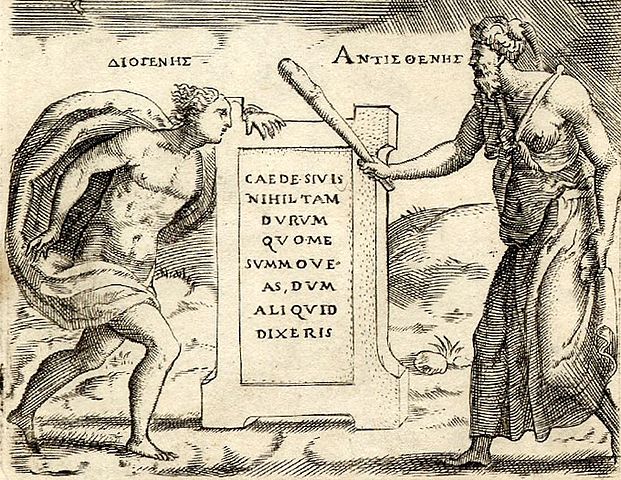 ΔΙΟΓΕΝΗΣ
ΑΝΤΙΣΘΕΝΗΣ
CAEDE·SIVIS
NIHIL TAM
DVRVM
QVO·ME
SVMMOVE-
AS, DVM
ALIQVID
DIXERIS